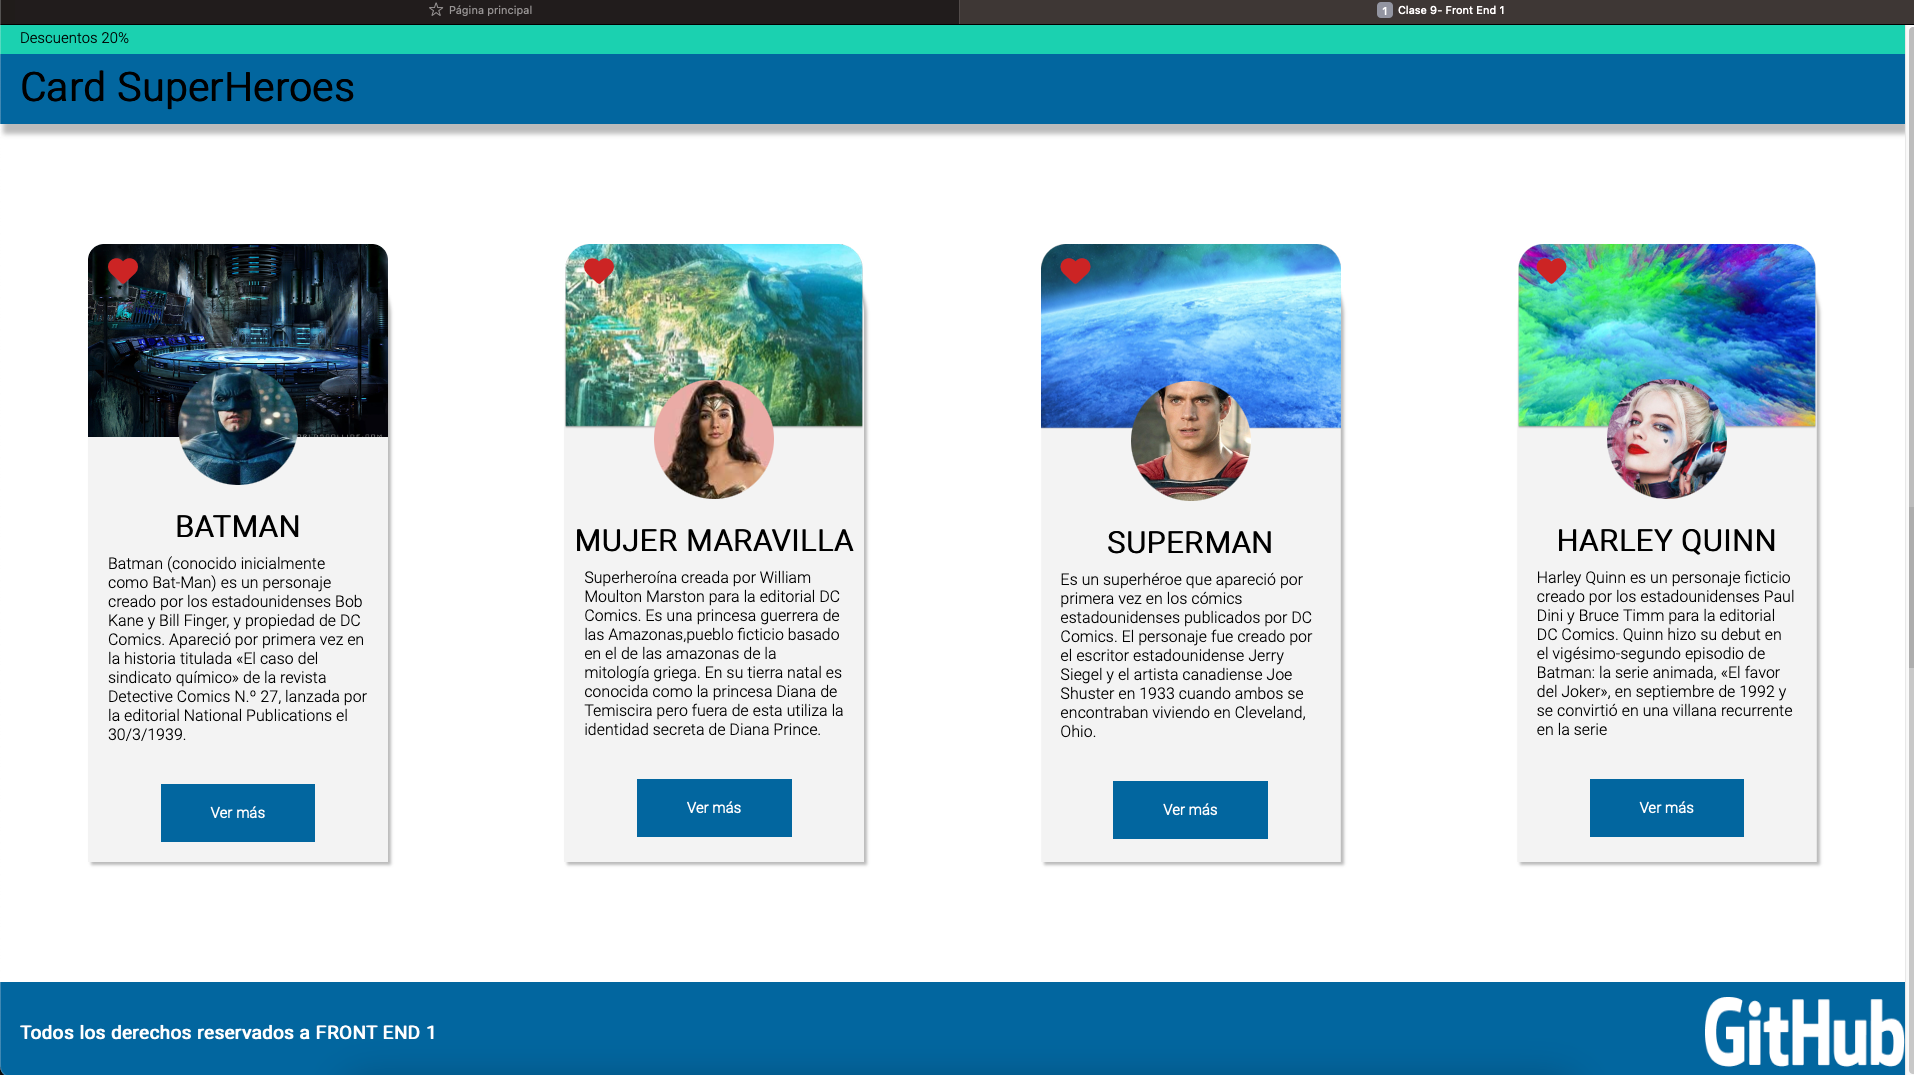 Página principal
1 Clase 9- Front End 1
Descuentos 20%
Card SuperHeroes
BATMAN
Batman (conocido inicialmente
como Bat-Man) es un personaje
creado por los estadounidenses Bob
Kane y Bill Finger, y propiedad de DC
Comics. Apareció por primera vez en
la historia titulada «El caso del
sindicato químico» de la revista
Detective Comics N.º 27, lanzada por
la editorial National Publications el
30/3/1939.
Ver más
MUJER MARAVILLA
Superheroína creada por William
Moulton Marston para la editorial DC
Comics. Es una princesa guerrera de
las Amazonas,pueblo ficticio basado
en el de las amazonas de la
mitología griega. En su tierra natal es
conocida como la princesa Diana de
Temiscira pero fuera de esta utiliza la
identidad secreta de Diana Prince.
Ver más
SUPERMAN
Es un superhéroe que apareció por
primera vez en los cómics
estadounidenses publicados por DC
Comics. El personaje fue creado por
el escritor estadounidense Jerry
Siegel y el artista canadiense Joe
Shuster en 1933 cuando ambos se
encontraban viviendo en Cleveland,
Ohio.
Ver más
HARLEY QUINN
Harley Quinn es un personaje ficticio
creado por los estadounidenses Paul
Dini y Bruce Timm para la editorial
DC Comics. Quinn hizo su debut en
el vigésimo-segundo episodio de
Batman: la serie animada, «El favor
del Joker», en septiembre de 1992 y
se convirtió en una villana recurrente
en la serie
Ver más
Todos los derechos reservados a FRONT END 1
GitHub